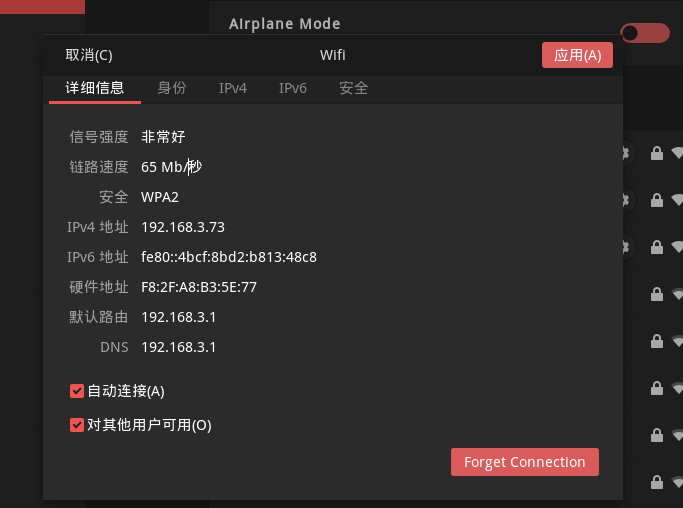 AIrplane Mode
取消(C)
Wifi
应用(A)
详细信息 身份 IPv4 IPv6 安全
信号强度 非常好
链路速度 65 Mb/秒
安全 WPA2
IPv4 地址 192.168.3.73
IPv6 地址 fe80::4bcf:8bd2:b813:48c8
硬件地址 F8:2F:A8:B3:5E:77
默认路由 192.168.3.1
DNS 192.168.3.1
自动连接(A)
对其他用户可用(O)
Forget Connection